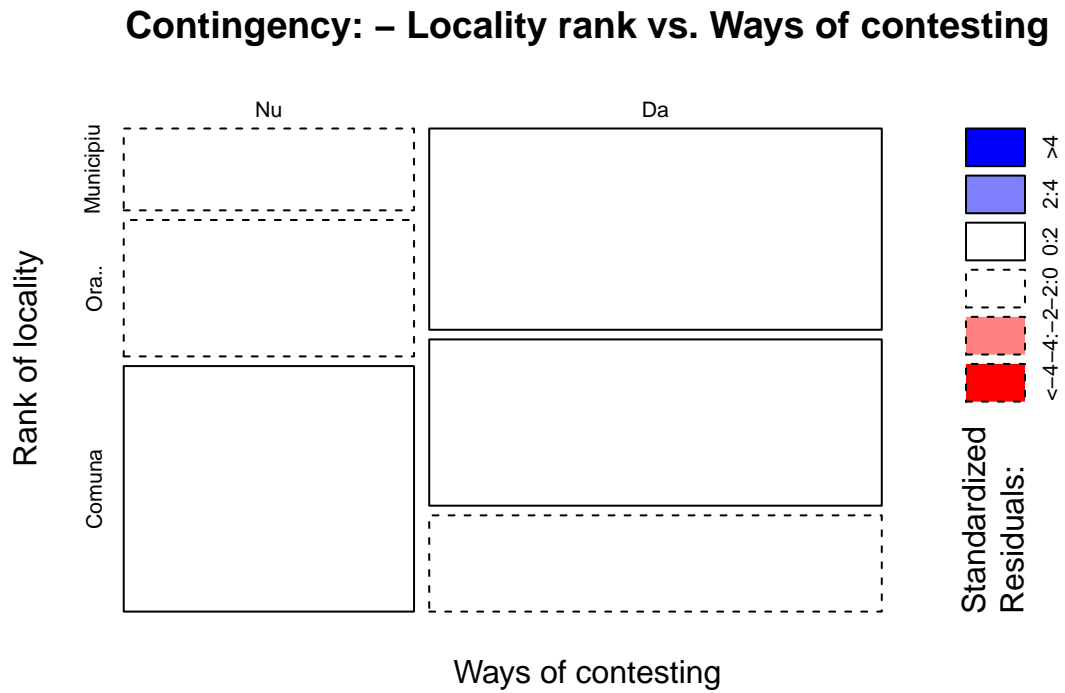 Contingency: – Locality rank vs. Ways of contesting
Nu
Da
Municipiu
Ora..
Comuna
Rank of locality
Ways of contesting
>4
2:4
0:2
−2:0
−4:−2
<−4
Standardized
Residuals: